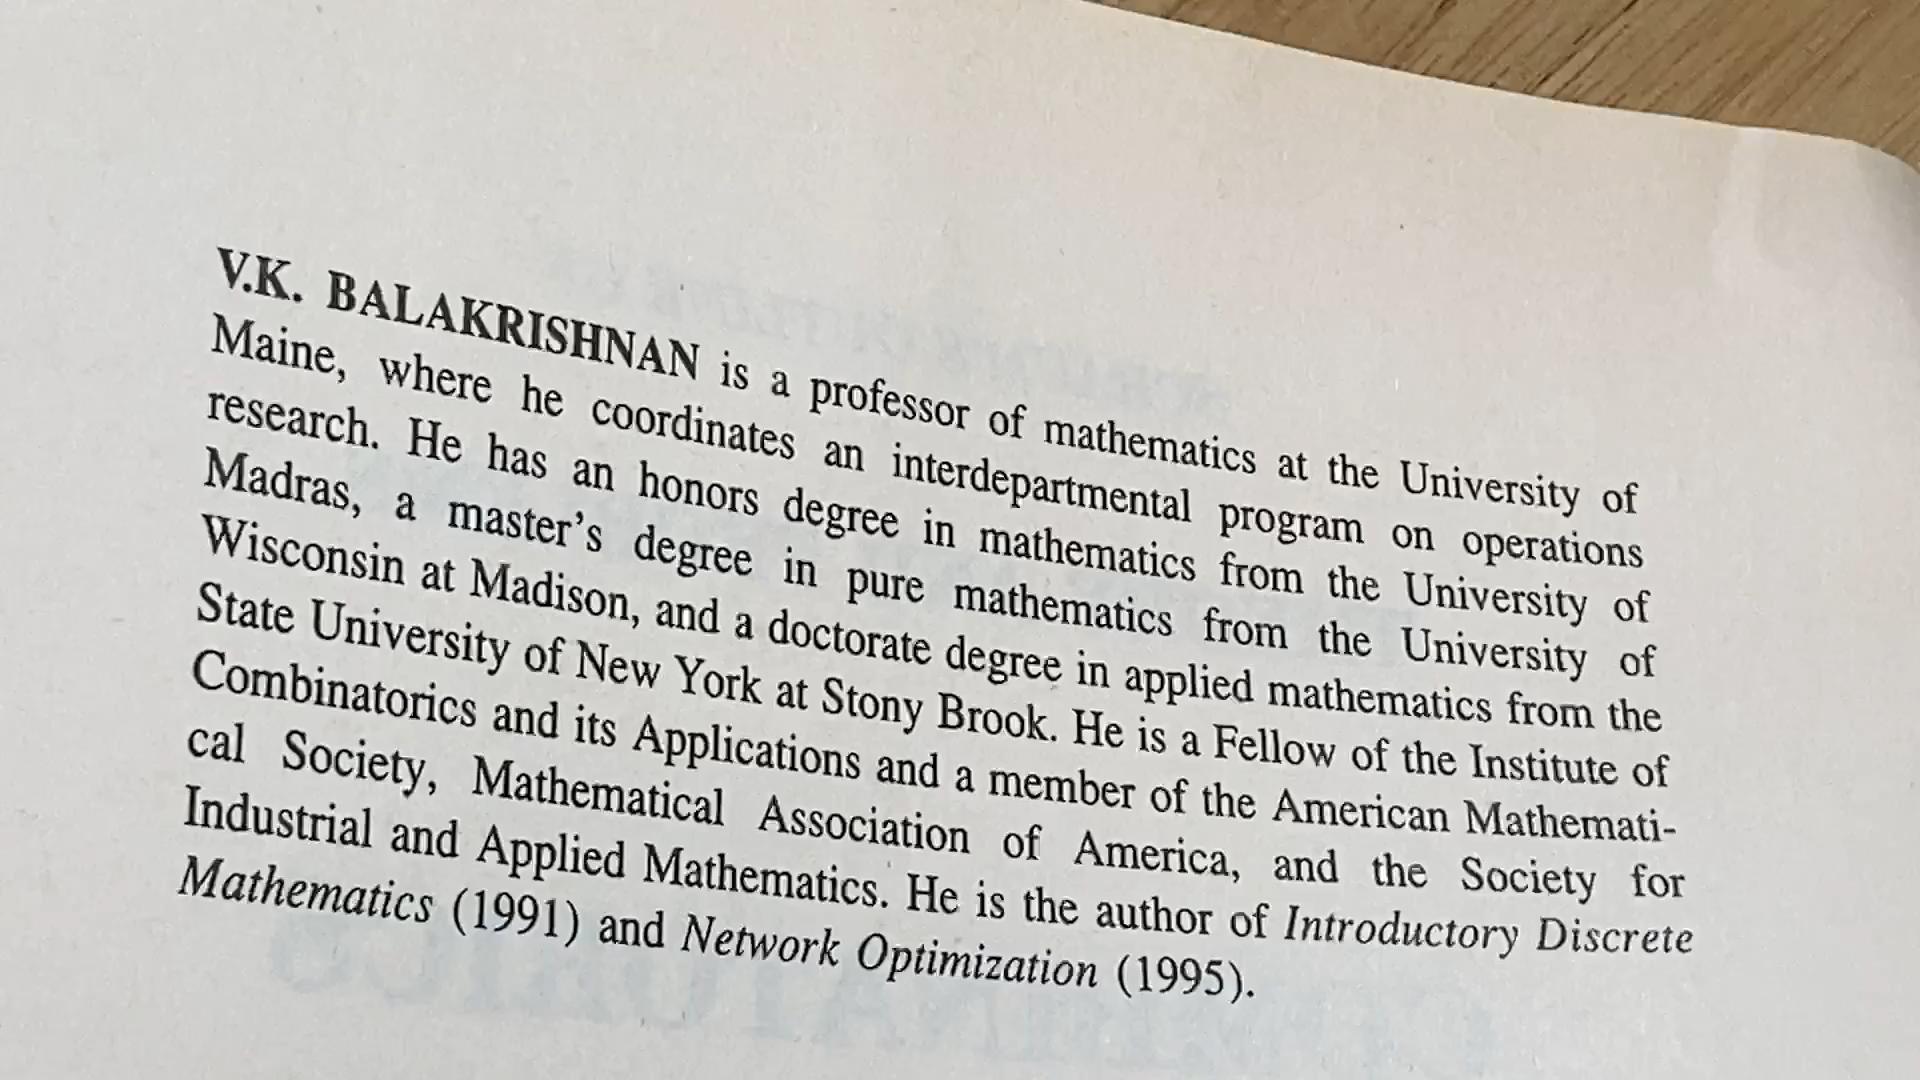 V.K. BALAKRISHNAN is a professor of mathematics at the University of
Maine, where he coordinates an interdepartmental program on operations
research. He has an honors degree in mathematics from the University of
Madras, a master's degree in pure mathematics from the University of
Wisconsin at Madison, and a doctorate degree in applied mathematics from the
State University of New York at Stony Brook. He is a Fellow of the Institute of
Combinatorics and its Applications and a member of the American Mathemati-
cal Society, Mathematical Association of America, and the Society for
Industrial and Applied Mathematics. He is the author of Introductory Discrete
Mathematics (1991) and Network Optimization (1995).